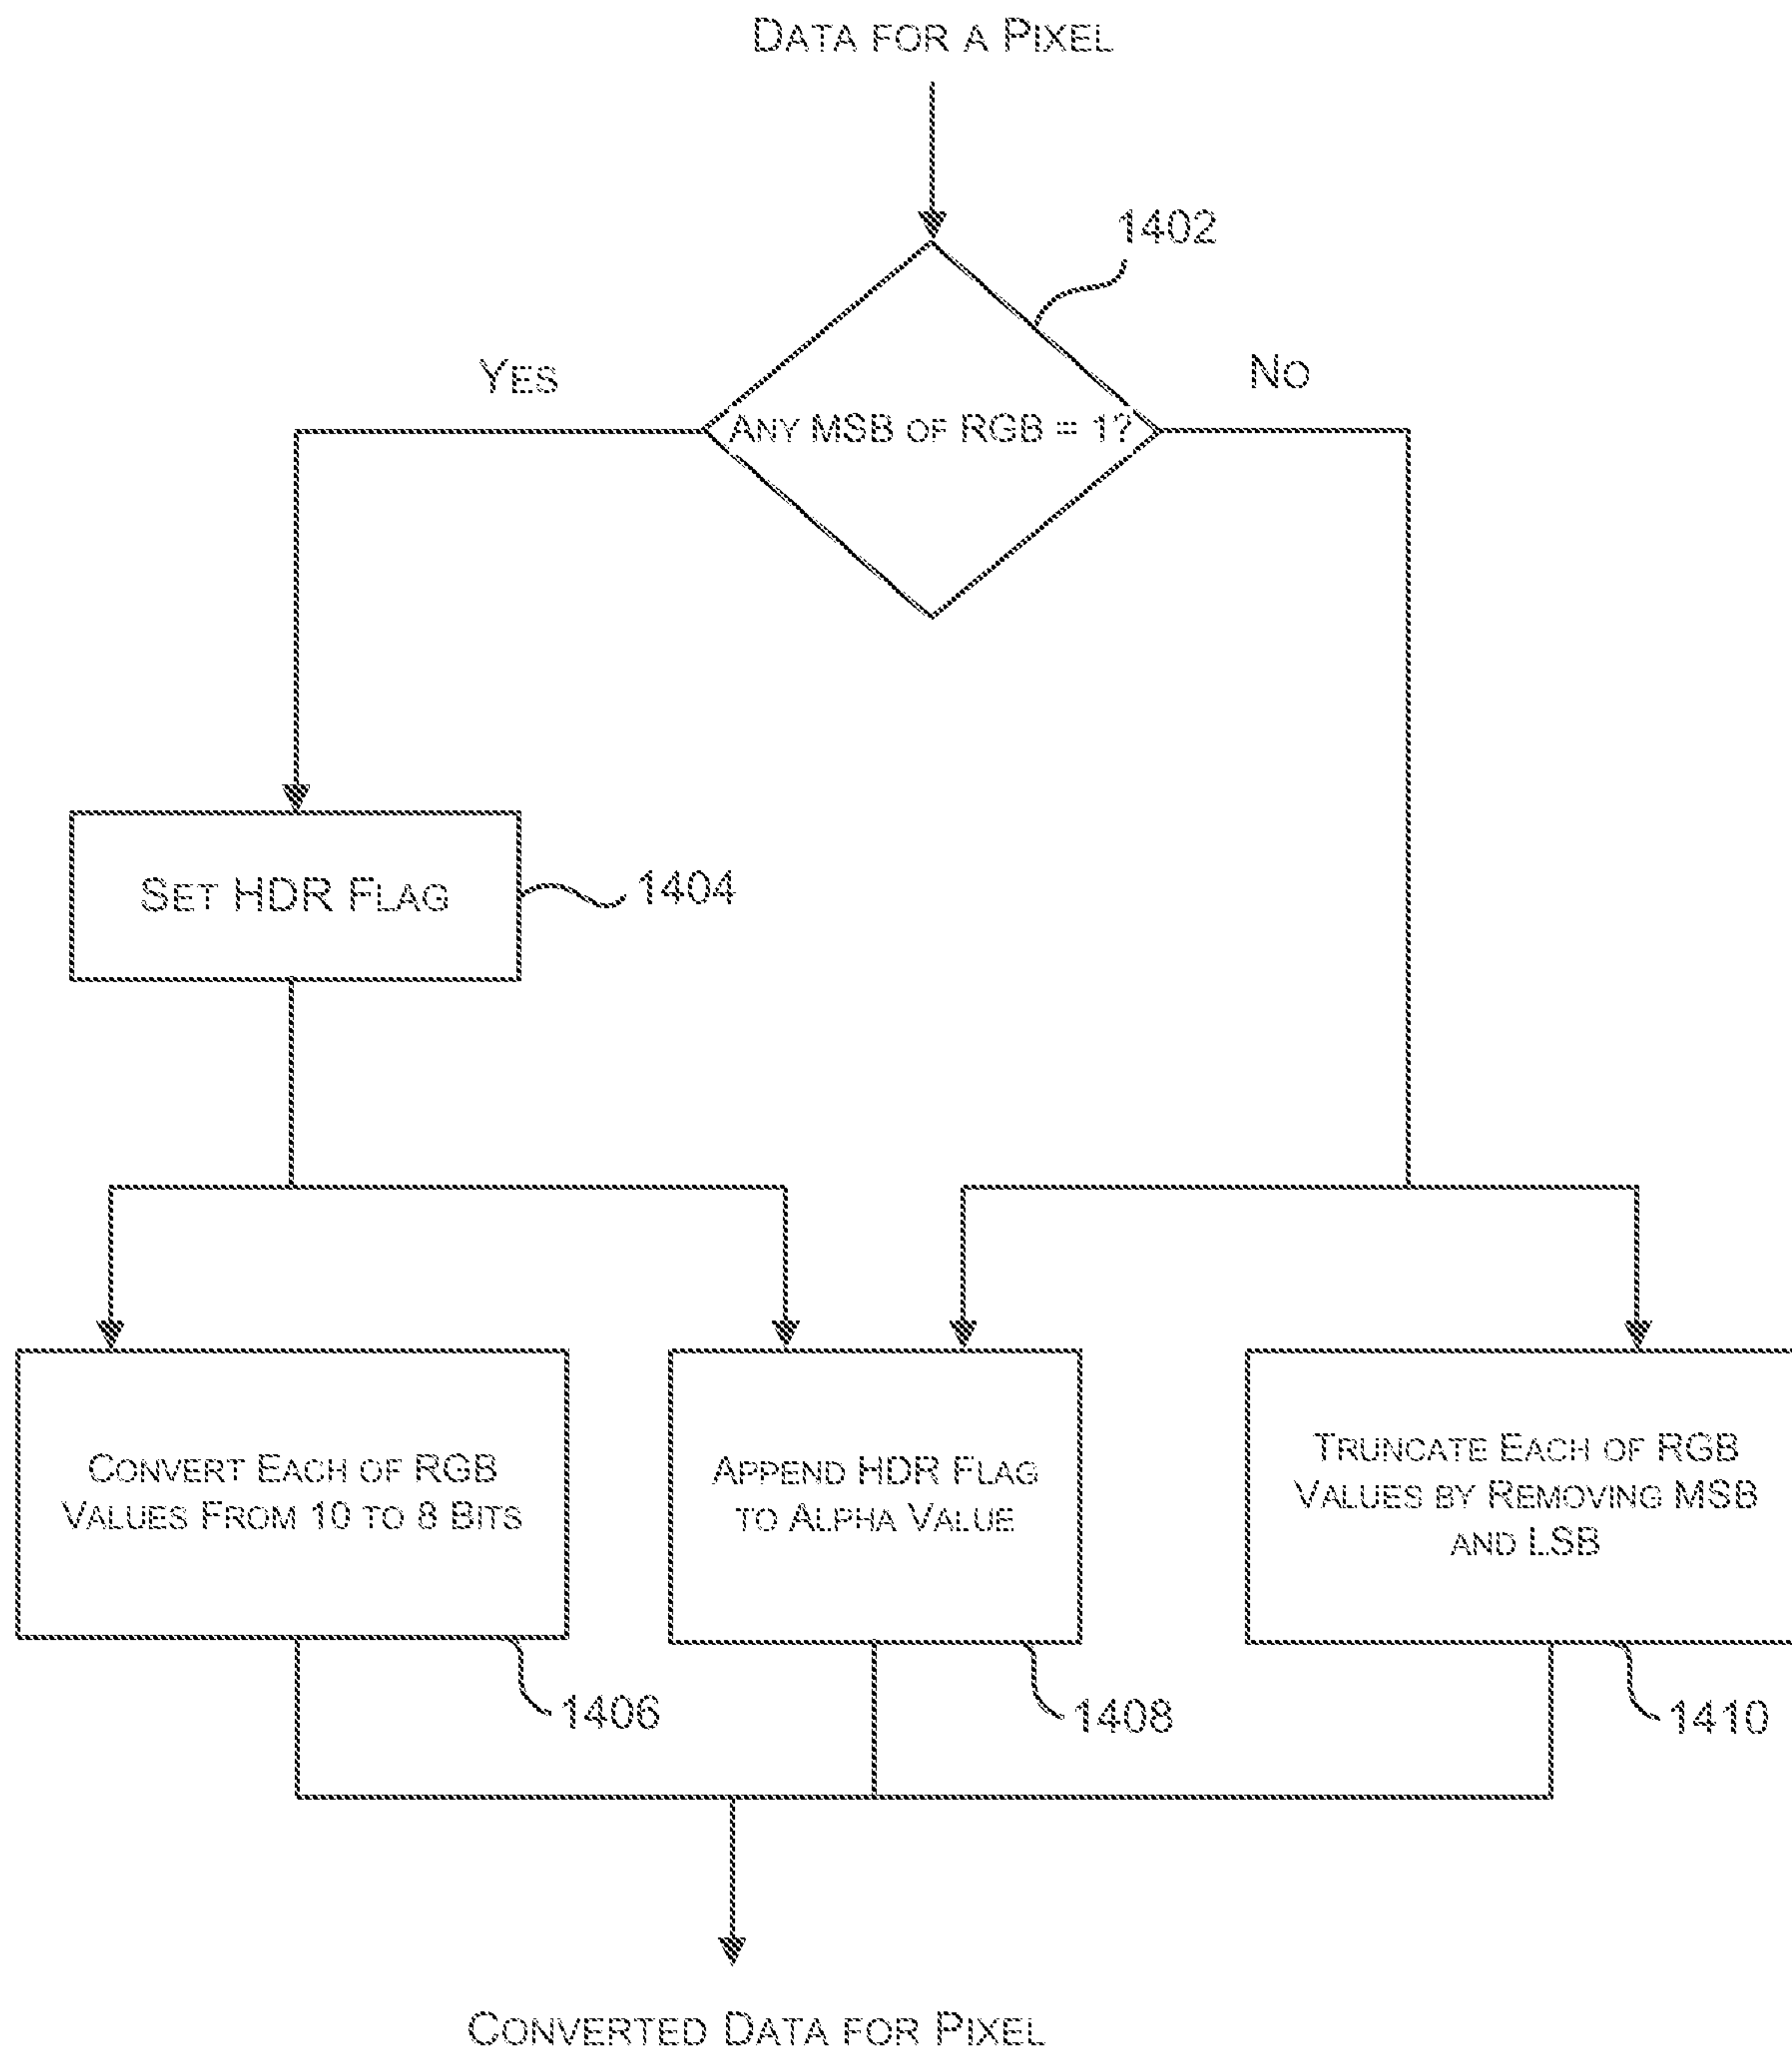 DATA FOR A PIXEL
1402
YES
NO
ANY MSB OF RGB = 1?
SET HDR FLAG
1404
CONVERT EACH OF RGB
VALUES FROM 10 TO 8 BITS
APPEND HDR FLAG
TO ALPHA VALUE
TRUNCATE EACH OF RGB
VALUES BY REMOVING MSB
AND LSB
1406
1408
1410
CONVERTED DATA FOR PIXEL